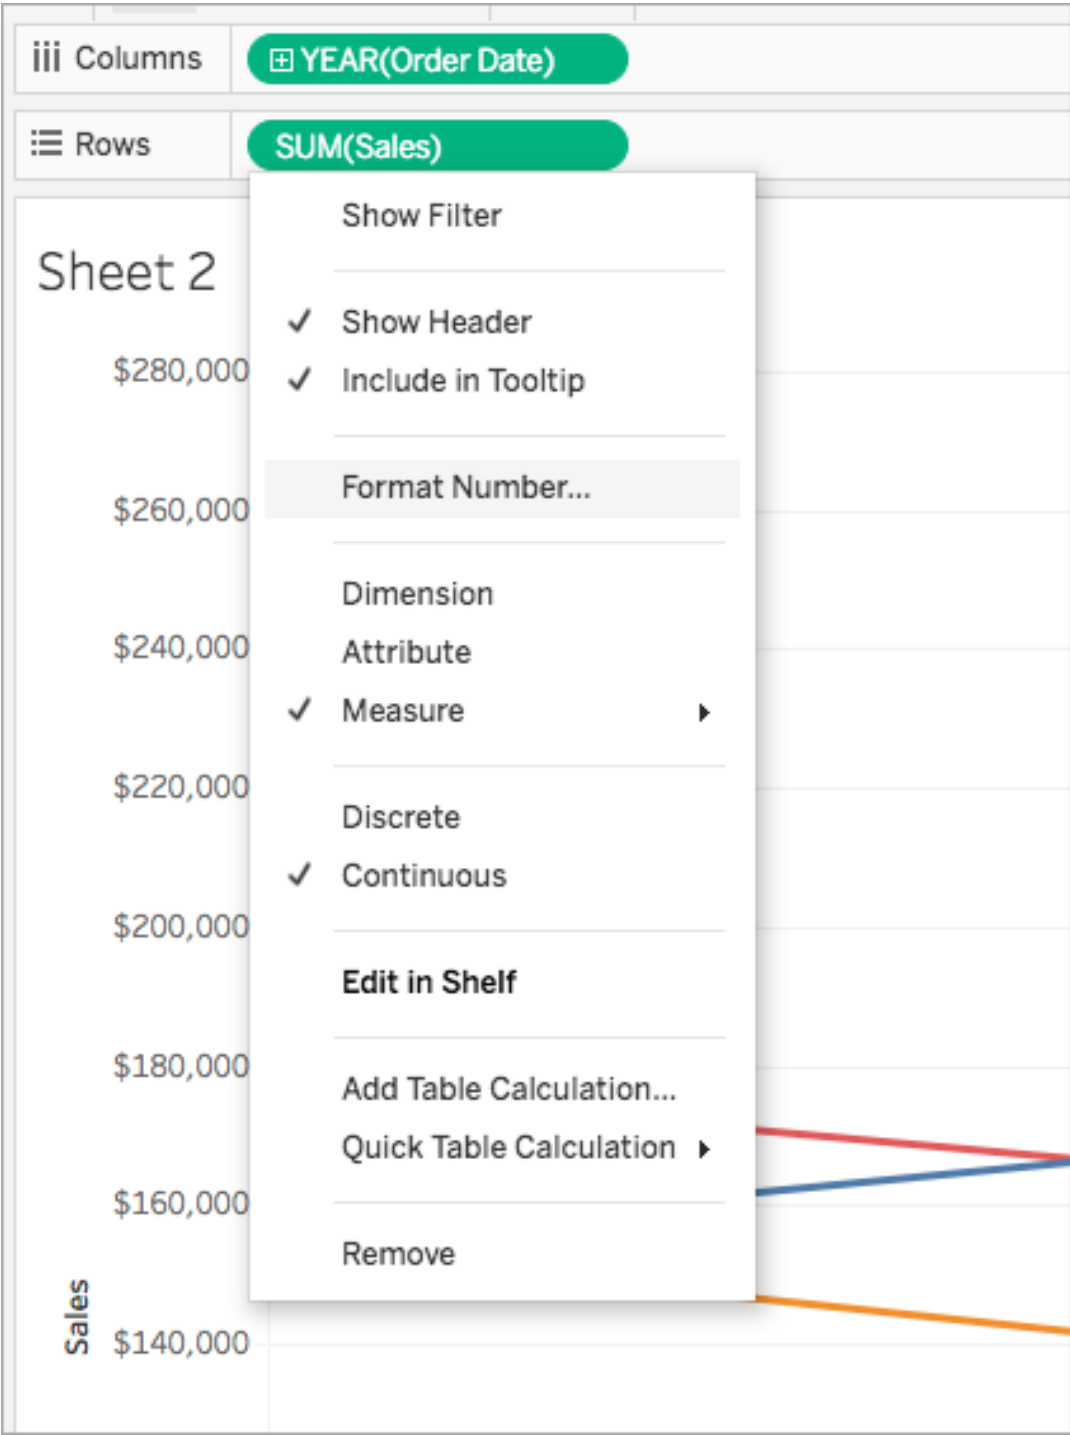 Columns
YEAR(Order Date)
Rows
SUM(Sales)
Sheet 2
Show Filter
Show Header
Include in Tooltip
Format Number...
Dimension
Attribute
Measure
Discrete
Continuous
Edit in Shelf
Add Table Calculation...
Quick Table Calculation
Remove
$280,000
$260,000
$240,000
$220,000
$200,000
$180,000
$160,000
$140,000
Sales